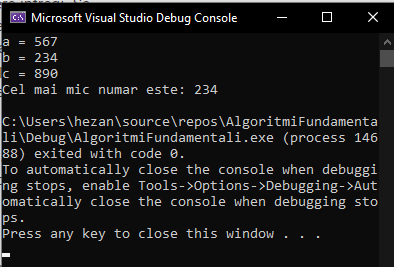 Microsoft Visual Studio Debug Console
a = 567
b = 234
c = 890
Cel mai mic numar este: 234
C:\Users\hezan\source\repos\AlgoritmiFundamenta
li\Debug\AlgoritmiFundamentali.exe (process 146
88) exited with code 0.
To automatically close the console when debuggi
ng stops, enable Tools->Options->Debugging->Aut
omatically close the console when debugging sto
ps.
Press any key to close this window . . .